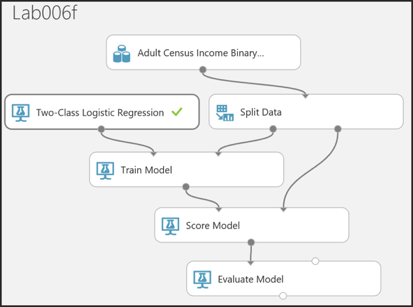 Lab006f
Adult Census Income Binary...
Two-Class Logistic Regression
Split Data
Train Model
Score Model
Evaluate Model